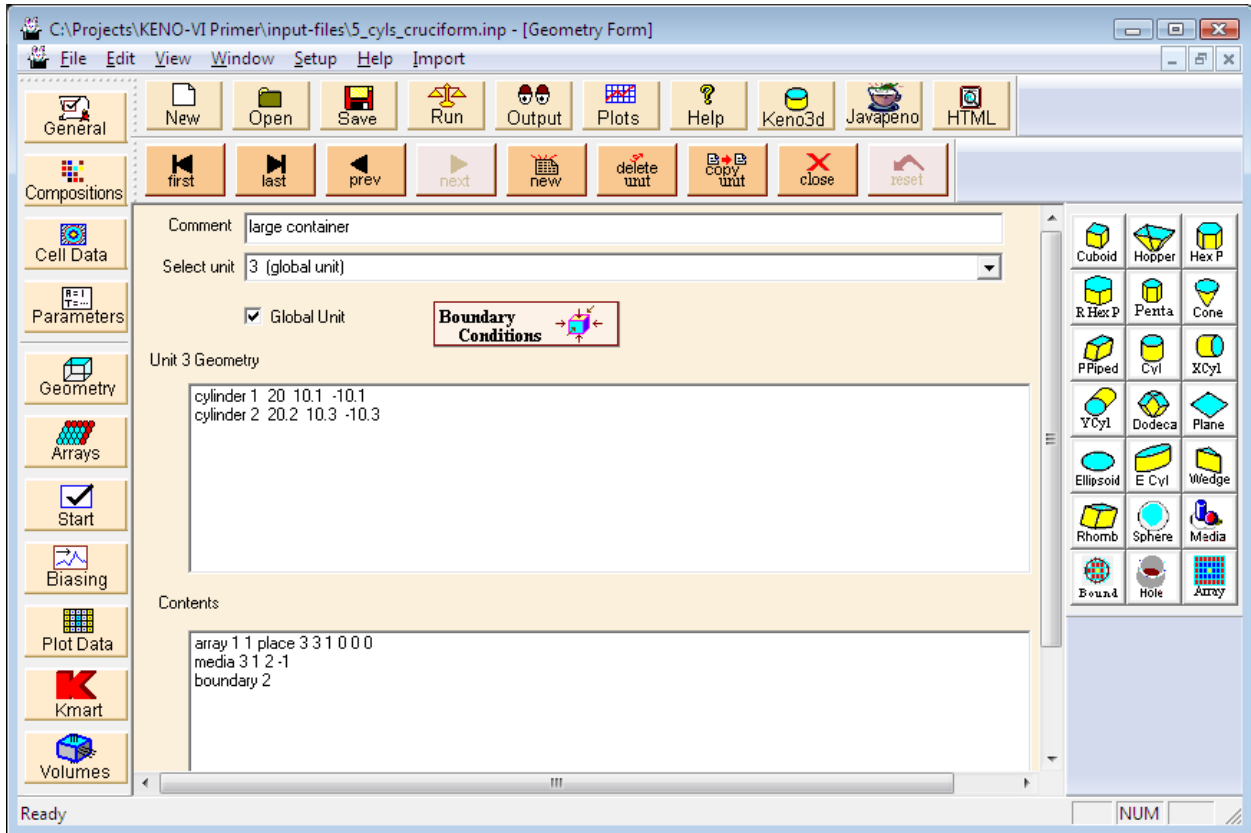 C:\Projects\KENO-VI Primer\input-files\5_cyls_cruciform.inp - [Geometry Form]
File Edit View Window Setup Help Import
General
New Open Save Run Output Plots Help Keno3d Javapeno HTML
Compositions
first last prev next new delete unit copy unit close reset
Cell Data
Parameters
Geometry
Arrays
Start
Biasing
Plot Data
Kmart
Volumes
Comment large container
Select unit 3 (global unit)
Global Unit
Boundary
Conditions
Unit 3 Geometry
cylinder 1 20 10.1 -10.1
cylinder 2 20.2 10.3 -10.3
Contents
array 1 1 place 3 3 1 0 0 0
media 3 1 2 -1
boundary 2
Cuboid Hopper Hex P
R Hex P Penta Cone
PPiped Cyl XCyl
YCyl Dodeca Plane
Ellipsoid E Cyl Wedge
Rhomb Sphere Media
Bound Hole Array
Ready NUM